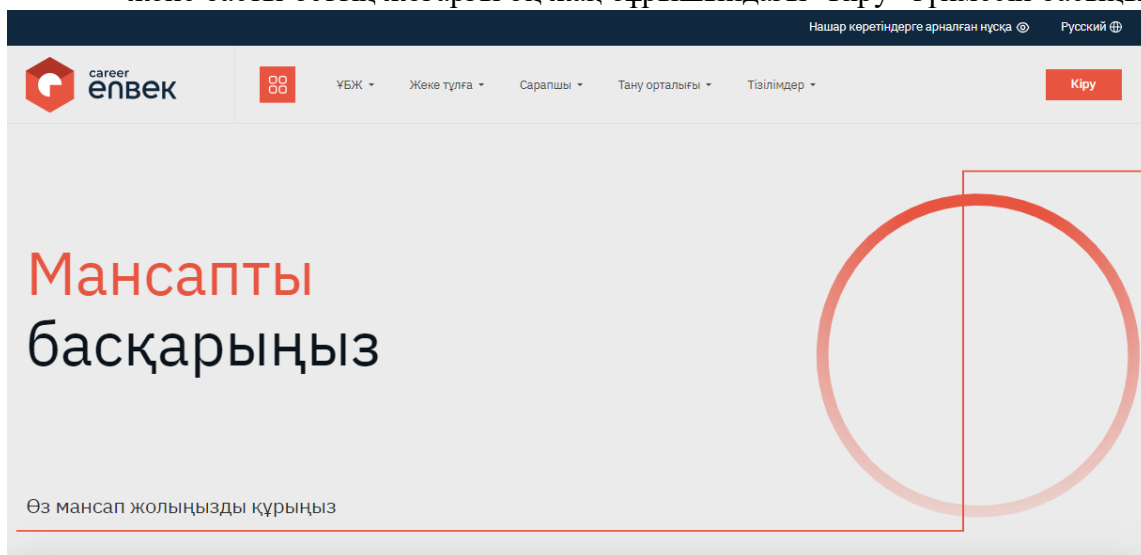 Нашар көретіндерге арналған нұсқа Русский
career
enbek
ҰБЖ Жеке тұлға Сарапшы Тану орталығы Тізілімдер Кіру
Мансапты
басқарыңыз
Өз мансап жолыңызды құрыңыз